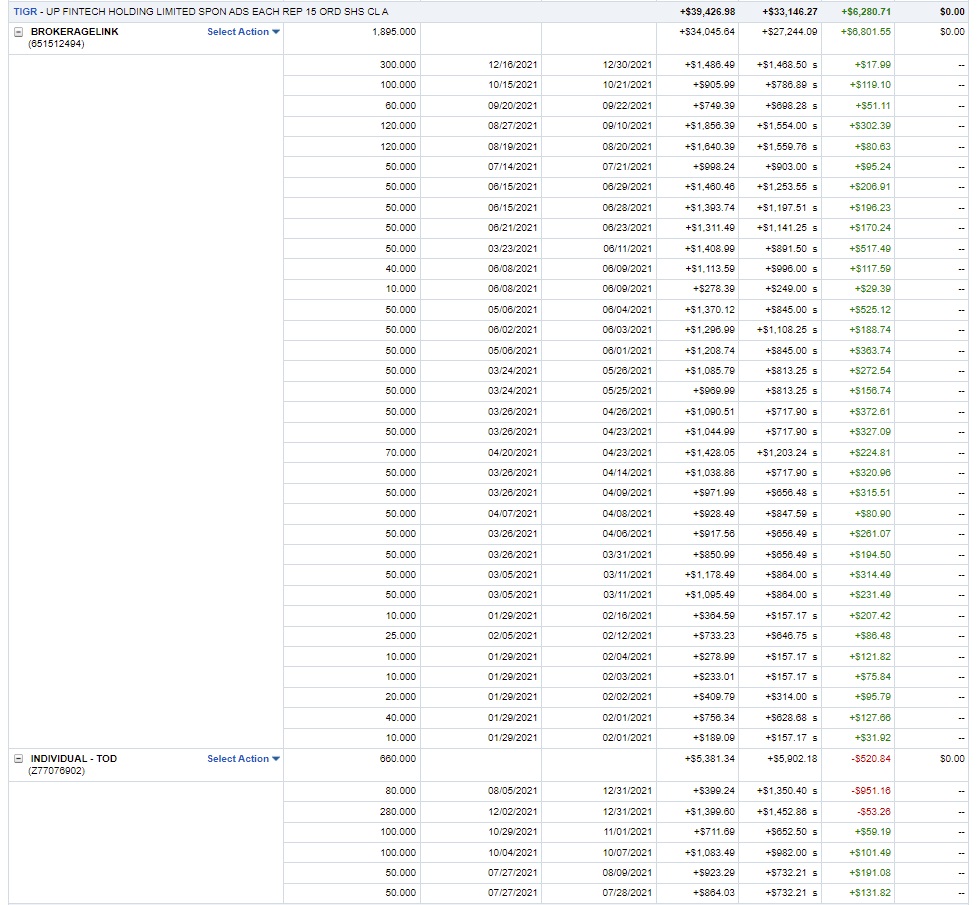 TIGR - UP FINTECH HOLDING LIMITED SPON ADS EACH REP 15 ORD SHS CL A +$39,426.98 +$33,146.27 +$6,280.71 $0.00
BROKERAGELINK Select Action 1,895.000 +$34,045.64 +$27,244.09 +$6,801.55 $0.00
(651512494)
300.000 12/16/2021 12/30/2021 +$1,486.49 +$1,468.50 s +$17.99 --
100.000 10/15/2021 10/21/2021 +$905.99 +$786.89 s +$119.10 --
60.000 09/20/2021 09/22/2021 +$749.39 +$698.28 s +$51.11 --
120.000 08/27/2021 09/10/2021 +$1,856.39 +$1,554.00 s +$302.39 --
120.000 08/19/2021 08/20/2021 +$1,640.39 +$1,559.76 s +$80.63 --
50.000 07/14/2021 07/21/2021 +$998.24 +$903.00 s +$95.24 --
50.000 06/15/2021 06/29/2021 +$1,460.46 +$1,253.55 s +$206.91 --
50.000 06/15/2021 06/28/2021 +$1,393.74 +$1,197.51 s +$196.23 --
50.000 06/21/2021 06/23/2021 +$1,311.49 +$1,141.25 s +$170.24 --
50.000 03/23/2021 06/11/2021 +$1,408.99 +$891.50 s +$517.49 --
40.000 06/08/2021 06/09/2021 +$1,113.59 +$996.00 s +$117.59 --
10.000 06/08/2021 06/09/2021 +$278.39 +$249.00 s +$29.39 --
50.000 05/06/2021 06/04/2021 +$1,370.12 +$845.00 s +$525.12 --
50.000 06/02/2021 06/03/2021 +$1,296.99 +$1,108.25 s +$188.74 --
50.000 05/06/2021 06/01/2021 +$1,208.74 +$845.00 s +$363.74 --
50.000 03/24/2021 05/26/2021 +$1,085.79 +$813.25 s +$272.54 --
50.000 03/24/2021 05/25/2021 +$969.99 +$813.25 s +$156.74 --
50.000 03/26/2021 04/26/2021 +$1,090.51 +$717.90 s +$372.61 --
50.000 03/26/2021 04/23/2021 +$1,044.99 +$717.90 s +$327.09 --
70.000 04/20/2021 04/23/2021 +$1,428.05 +$1,203.24 s +$224.81 --
50.000 03/26/2021 04/14/2021 +$1,038.86 +$717.90 s +$320.96 --
50.000 03/26/2021 04/09/2021 +$971.99 +$656.48 s +$315.51 --
50.000 04/07/2021 04/08/2021 +$928.49 +$847.59 s +$80.90 --
50.000 03/26/2021 04/06/2021 +$917.56 +$656.49 s +$261.07 --
50.000 03/26/2021 03/31/2021 +$850.99 +$656.49 s +$194.50 --
50.000 03/05/2021 03/11/2021 +$1,178.49 +$864.00 s +$314.49 --
50.000 03/05/2021 03/11/2021 +$1,095.49 +$864.00 s +$231.49 --
10.000 01/29/2021 02/16/2021 +$364.59 +$157.17 s +$207.42 --
25.000 02/05/2021 02/12/2021 +$733.23 +$646.75 s +$86.48 --
10.000 01/29/2021 02/04/2021 +$278.99 +$157.17 s +$121.82 --
10.000 01/29/2021 02/03/2021 +$233.01 +$157.17 s +$75.84 --
20.000 01/29/2021 02/02/2021 +$409.79 +$314.00 s +$95.79 --
40.000 01/29/2021 02/01/2021 +$756.34 +$628.68 s +$127.66 --
10.000 01/29/2021 02/01/2021 +$189.09 +$157.17 s +$31.92 --
INDIVIDUAL - TOD Select Action 660.000 +$5,381.34 +$5,902.18 -$520.84 $0.00
(Z77076902)
80.000 08/05/2021 12/31/2021 +$399.24 +$1,350.40 s -$951.16 --
280.000 12/02/2021 12/31/2021 +$1,399.60 +$1,452.86 s -$53.26 --
100.000 10/29/2021 11/01/2021 +$711.69 +$652.50 s +$59.19 --
100.000 10/04/2021 10/07/2021 +$1,083.49 +$982.00 s +$101.49 --
50.000 07/27/2021 08/09/2021 +$923.29 +$732.21 s +$191.08 --
50.000 07/27/2021 07/28/2021 +$864.03 +$732.21 s +$131.82 --